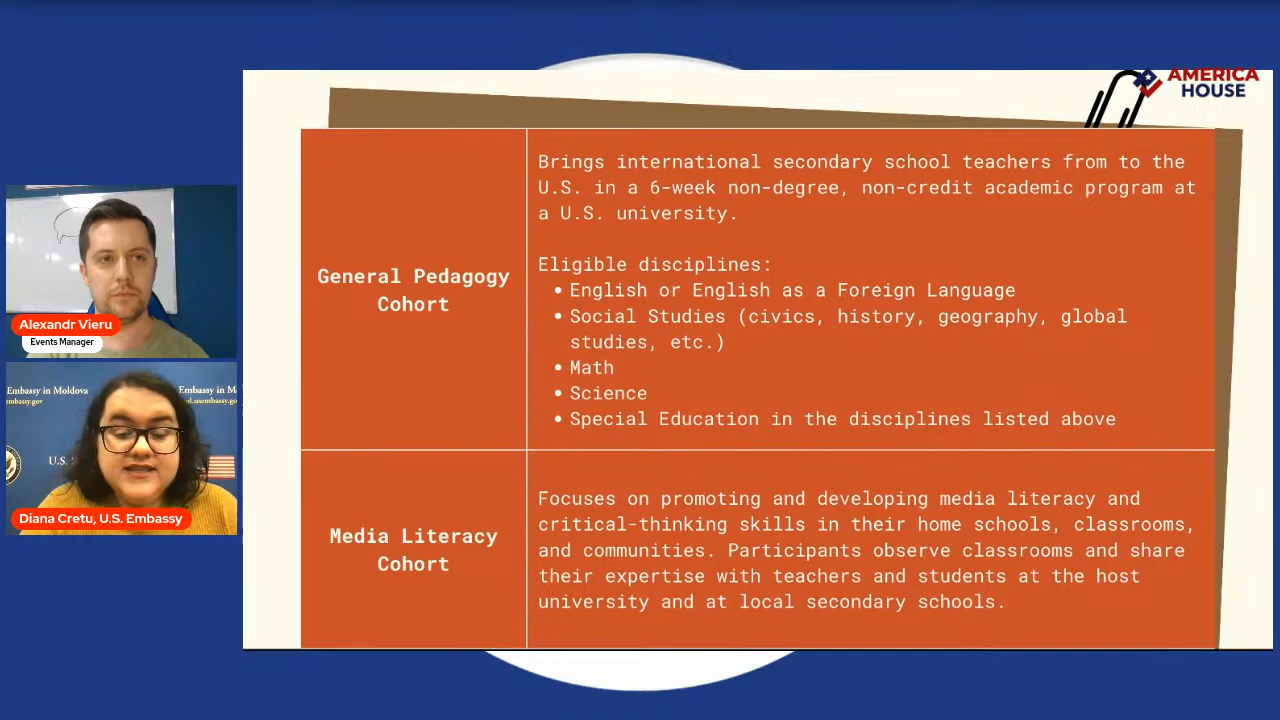 AMERICA
HOUSE
General Pedagogy
Cohort
Brings international secondary school teachers from to the
U.S. in a 6-week non-degree, non-credit academic program at
a U.S. university.
Eligible disciplines:
• English or English as a Foreign Language
• Social Studies (civics, history, geography, global
studies, etc.)
• Math
• Science
• Special Education in the disciplines listed above
Media Literacy
Cohort
Focuses on promoting and developing media literacy and
critical-thinking skills in their home schools, classrooms,
and communities. Participants observe classrooms and share
their expertise with teachers and students at the host
university and at local secondary schools.
Alexandr Vieru
Events Manager
Embassy in Moldova
embassy.gov
Embassy in M
usembassy.go
U.S.
Diana Cretu, U.S. Embassy